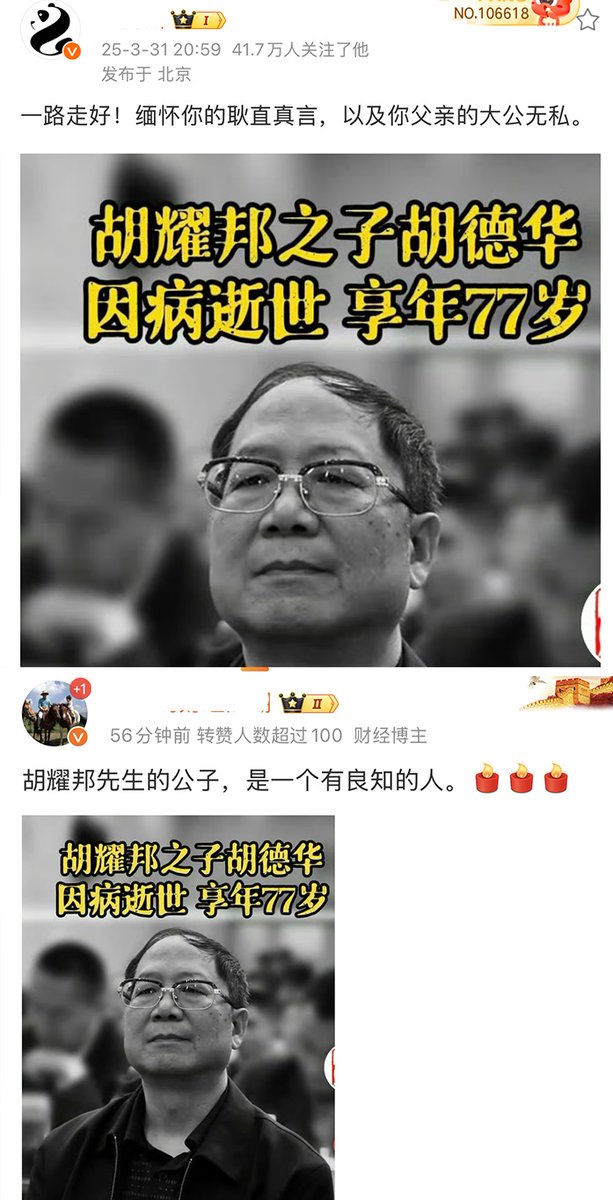 I
NO.106618
25-3-31 20:59 41.7万人关注了他
发布于 北京
一路走好！缅怀你的耿直真言，以及你父亲的大公无私。
胡耀邦之子胡德华
因病逝世 享年77岁
+1
II
56分钟前 转赞人数超过100 财经博主
胡耀邦先生的公子，是一个有良知的人。
胡耀邦之子胡德华
因病逝世 享年77岁